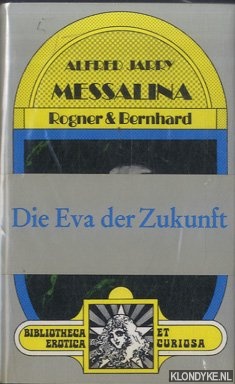 ALFRED JARRY
MESSALINA
Rogner & Bernhard
Die Eva der Zukunft
BIBLIOTHECA ET
EROTICA CURIOSA
KLONDYKE.NL